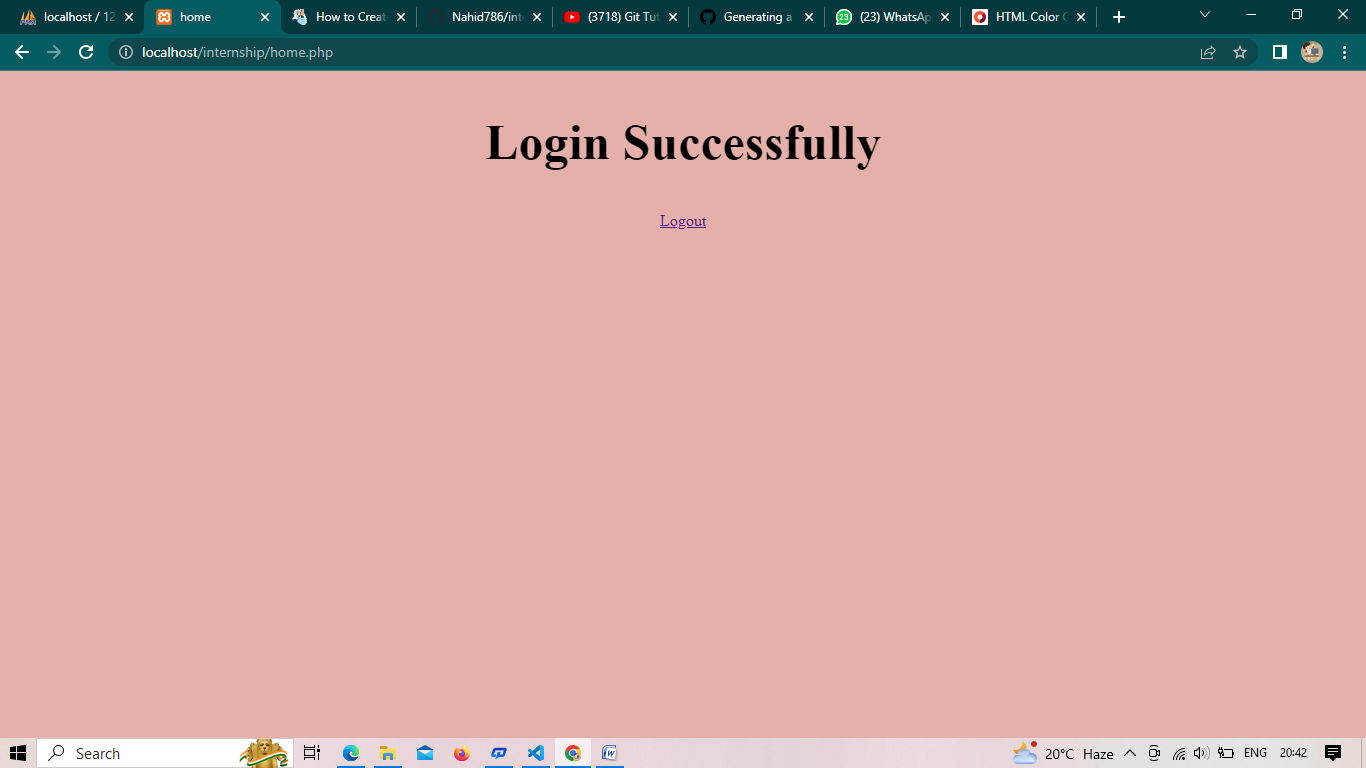 localhost / 12
home
How to Creat
Nahid786/int
(3718) Git Tut
Generating a
23
(23) WhatsAp
HTML Color C
localhost/internship/home.php
Login Successfully
Logout
Search
20°C Haze
ENG
20:42